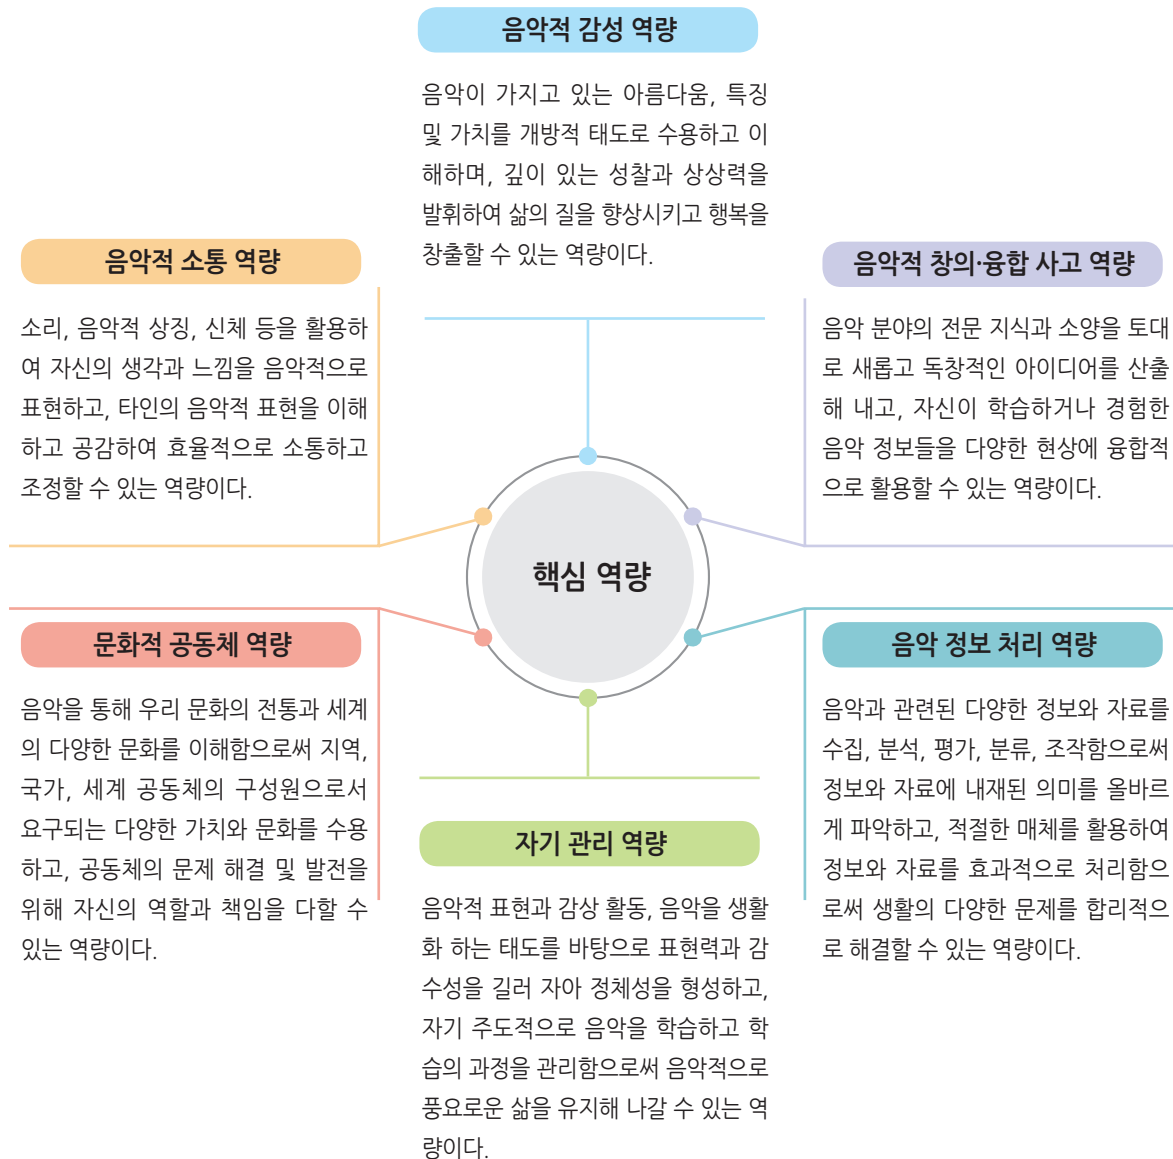 음악적 감성 역량
음악이 가지고 있는 아름다움, 특징
및 가치를 개방적 태도로 수용하고 이
해하며, 깊이 있는 성찰과 상상력을
발휘하여 삶의 질을 향상시키고 행복을
창출할 수 있는 역량이다.
음악적 소통 역량
소리, 음악적 상징, 신체 등을 활용하
여 자신의 생각과 느낌을 음악적으로
표현하고, 타인의 음악적 표현을 이해
하고 공감하여 효율적으로 소통하고
조정할 수 있는 역량이다.
음악적 창의·융합 사고 역량
음악 분야의 전문 지식과 소양을 토대
로 새롭고 독창적인 아이디어를 산출
해 내고, 자신이 학습하거나 경험한
음악 정보들을 다양한 현상에 융합적
으로 활용할 수 있는 역량이다.
핵심 역량
문화적 공동체 역량
음악을 통해 우리 문화의 전통과 세계
의 다양한 문화를 이해함으로써 지역,
국가, 세계 공동체의 구성원으로서
요구되는 다양한 가치와 문화를 수용
하고, 공동체의 문제 해결 및 발전을
위해 자신의 역할과 책임을 다할 수
있는 역량이다.
음악 정보 처리 역량
음악과 관련된 다양한 정보와 자료를
수집, 분석, 평가, 분류, 조작함으로써
정보와 자료에 내재된 의미를 올바르
게 파악하고, 적절한 매체를 활용하여
정보와 자료를 효과적으로 처리함으
로써 생활의 다양한 문제를 합리적으
로 해결할 수 있는 역량이다.
자기 관리 역량
음악적 표현과 감상 활동, 음악을 생활
화 하는 태도를 바탕으로 표현력과 감
수성을 길러 자아 정체성을 형성하고,
자기 주도적으로 음악을 학습하고 학
습의 과정을 관리함으로써 음악적으로
풍요로운 삶을 유지해 나갈 수 있는 역
량이다.